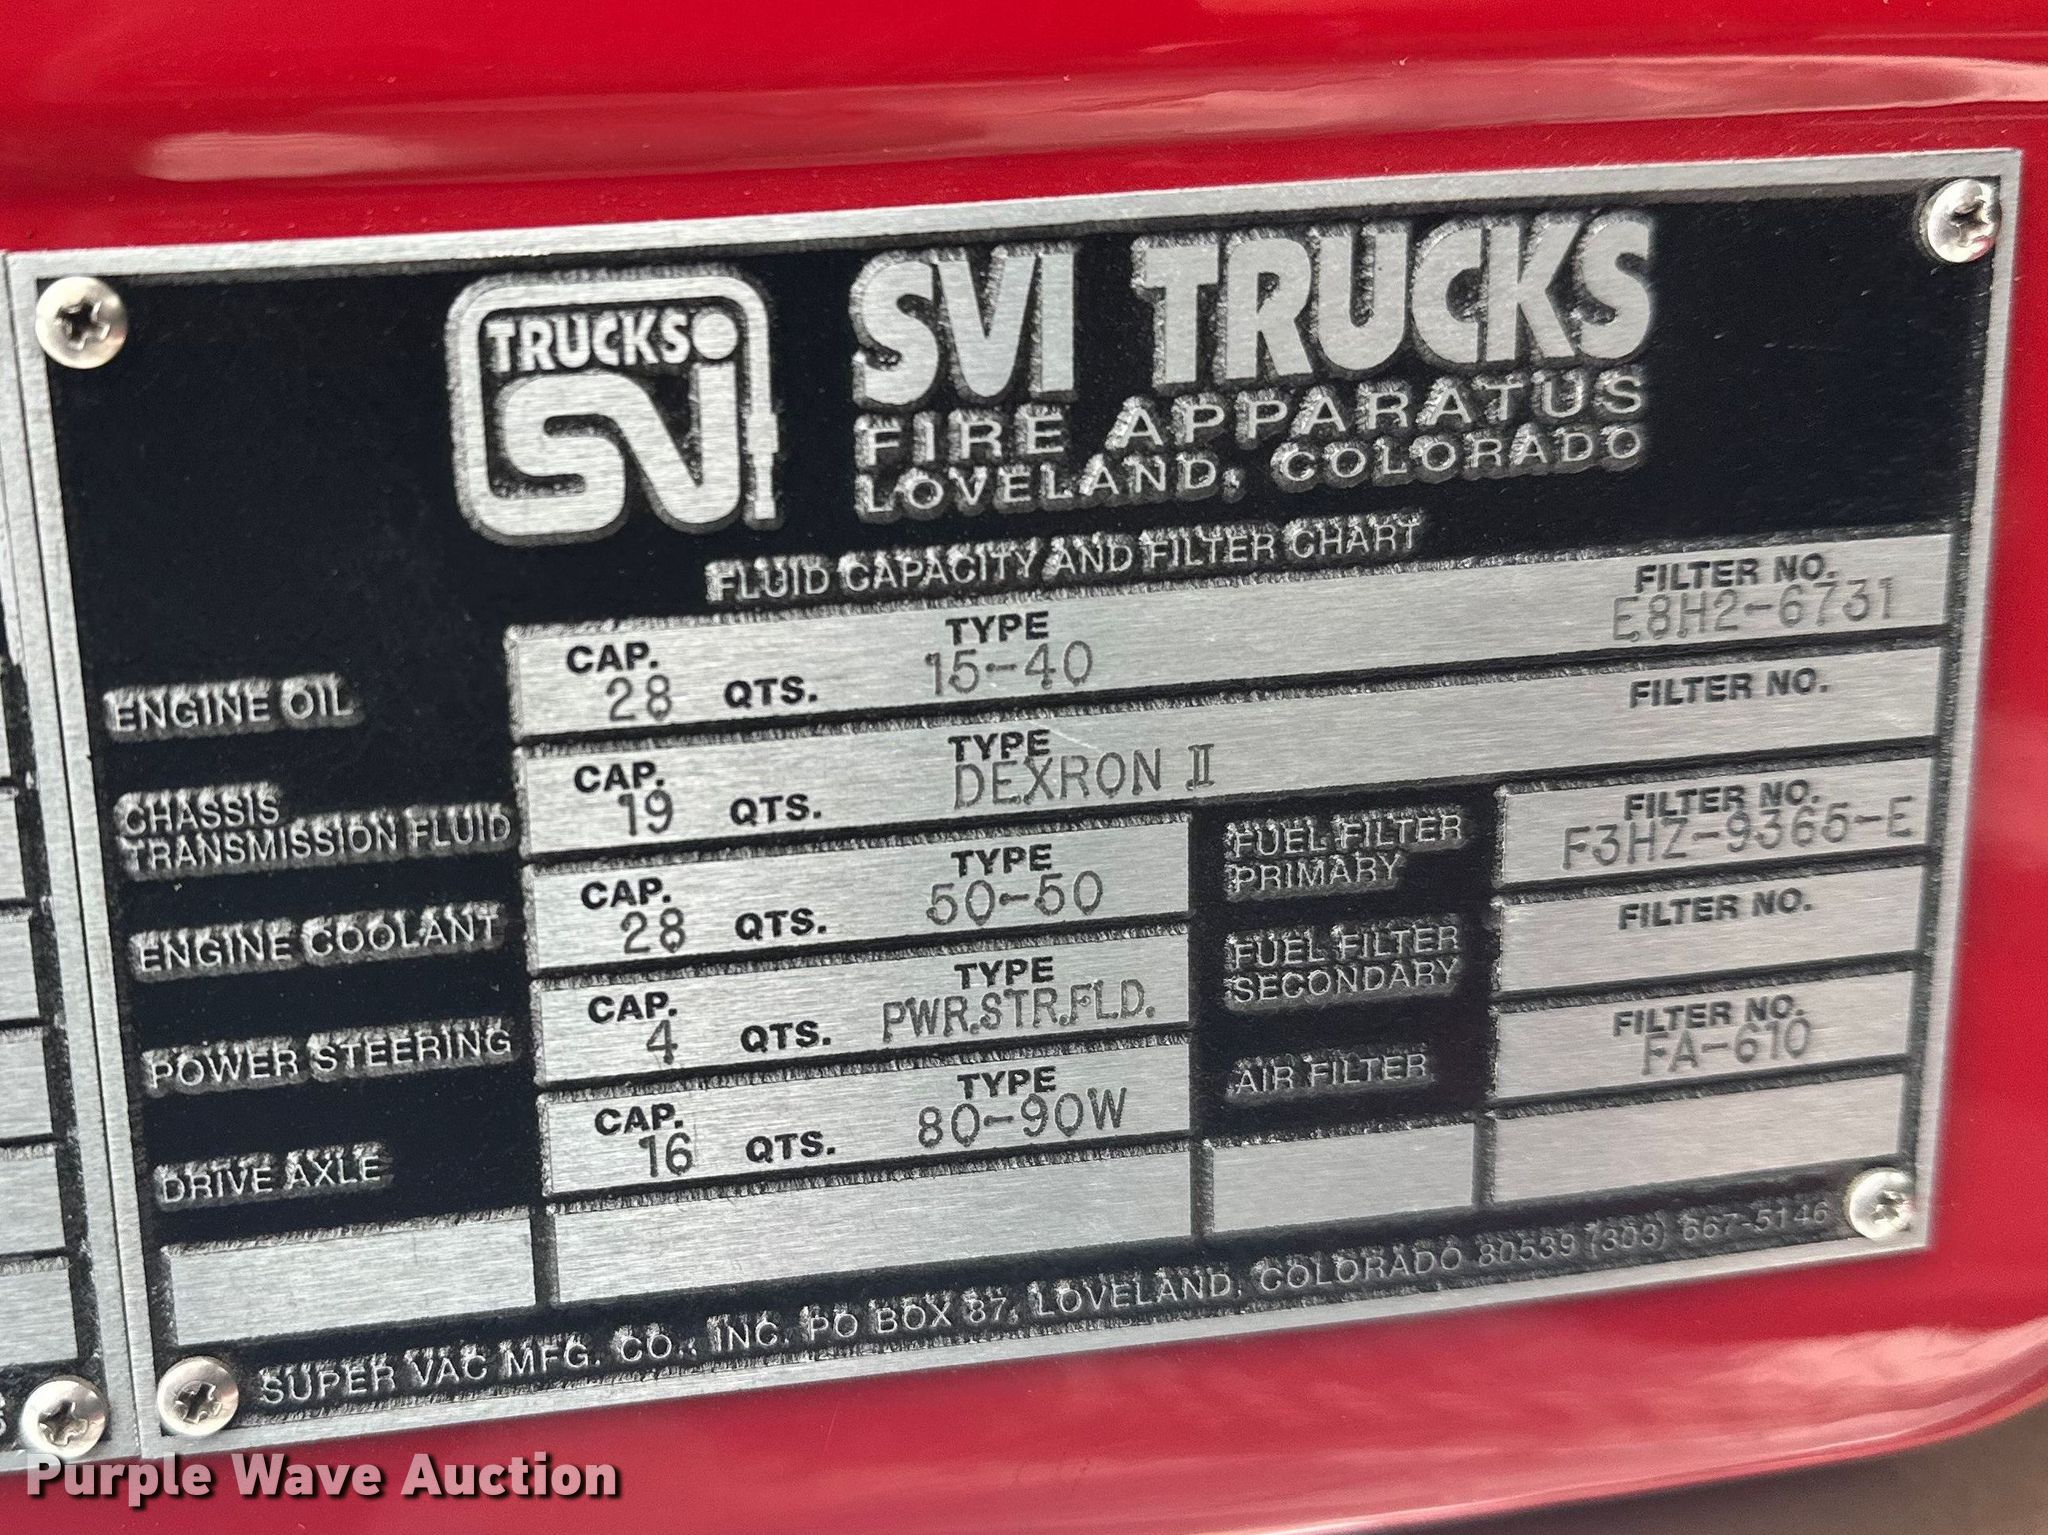 TRUCKS
SVI
SVI TRUCKS
FIRE APPARATUS
LOVELAND, COLORADO
FLUID CAPACITY AND FILTER CHART
ENGINE OIL CAP. 28 QTS. TYPE 15-40 FILTER NO. E8H2-6731
CHASSIS
TRANSMISSION FLUID CAP. 19 QTS. TYPE DEXRON II FILTER NO.
ENGINE COOLANT CAP. 28 QTS. TYPE 50-50
FUEL FILTER
PRIMARY FILTER NO. F3HZ-9365-E
POWER STEERING CAP. 4 QTS. TYPE PWR.STR.FLD.
FUEL FILTER
SECONDARY FILTER NO.
DRIVE AXLE CAP. 16 QTS. TYPE 80-90W
AIR FILTER FILTER NO. FA-610
SUPER VAC MFG. CO., INC. PO BOX 87, LOVELAND, COLORADO 80539 (303) 667-5146
Purple Wave Auction